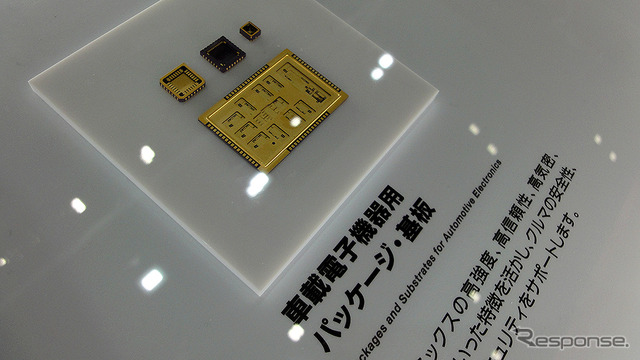 車載電子機器用
パッケージ・基板
ckages and Substrates for Automotive Electronics
ックスの高強度、高信頼性、高気密、
いった特徴を活かし、クルマの安全性、
ュリティをサポートします。
Response.